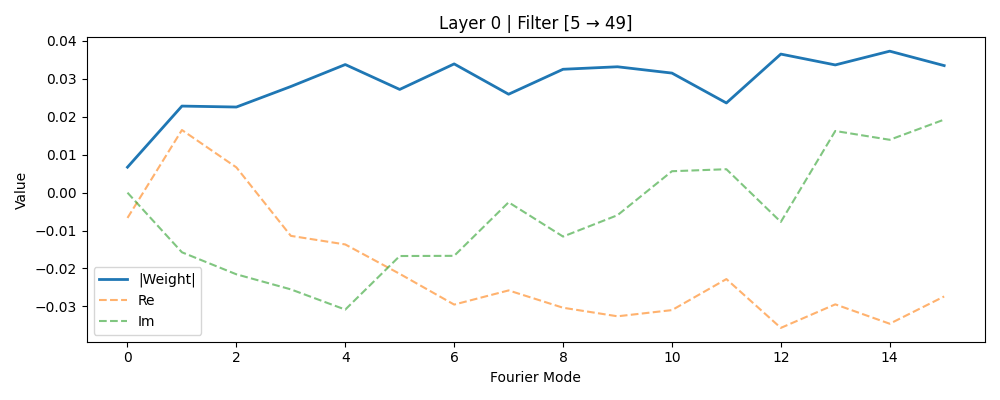 Layer 0 | Filter [5 → 49]
0.04
0.03
0.02
0.01
0.00
−0.01
−0.02
−0.03
Value
|Weight|
Re
Im
0 2 4 6 8 10 12 14
Fourier Mode